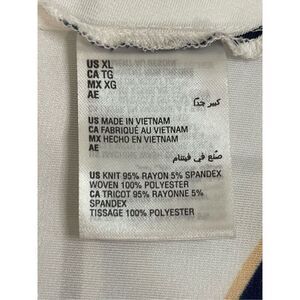 US XL
CA TG
MX XG
AE
كبير جدًا
US MADE IN VIETNAM
CA FABRIQUÉ AU VIETNAM
MX HECHO EN VIETNAM
AE
صنع في فيتنام
US KNIT 95% RAYON 5% SPANDEX
WOVEN 100% POLYESTER
CA TRICOT 95% RAYONNE 5%
SPANDEX
TISSAGE 100% POLYESTER